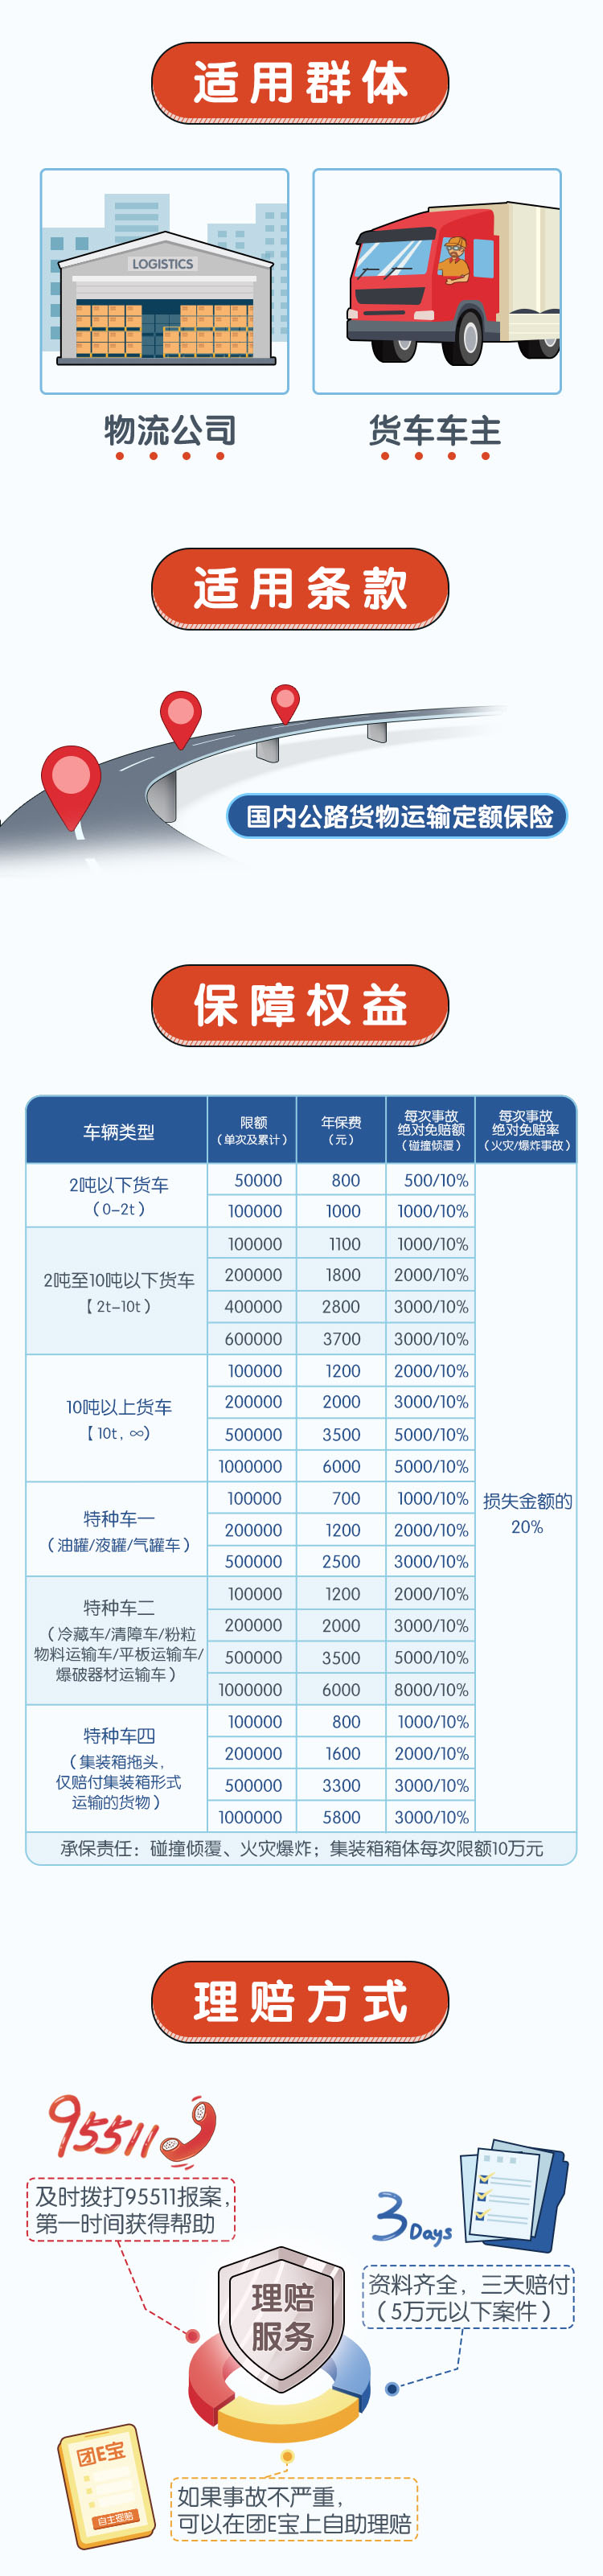 适用群体
LOGISTICS
物流公司
货车车主
适用条款
国内公路货物运输定额保险
保障权益
车辆类型 限额（单次及累计） 年保费（元） 每次事故绝对免赔额（碰撞倾覆） 每次事故绝对免赔率（火灾/爆炸事故）
2吨以下货车
（0-2t）
50000 800 500/10%
100000 1000 1000/10%
2吨至10吨以下货车
【2t-10t）
100000 1100 1000/10%
200000 1800 2000/10%
400000 2800 3000/10%
600000 3700 3000/10%
10吨以上货车
【10t，∞）
100000 1200 2000/10%
200000 2000 3000/10%
500000 3500 5000/10%
1000000 6000 5000/10%
特种车一
（油罐/液罐/气罐车）
100000 700 1000/10%
200000 1200 2000/10%
500000 2500 3000/10%
损失金额的
20%
特种车二
（冷藏车/清障车/粉粒
物料运输车/平板运输车/
爆破器材运输车）
100000 1200 2000/10%
200000 2000 3000/10%
500000 3500 5000/10%
1000000 6000 8000/10%
特种车四
（集装箱拖头，
仅赔付集装箱形式
运输的货物）
100000 800 1000/10%
200000 1600 2000/10%
500000 3300 3000/10%
1000000 5800 3000/10%
承保责任：碰撞倾覆、火灾爆炸；集装箱箱体每次限额10万元
理赔方式
95511
及时拨打95511报案，
第一时间获得帮助
3Days
资料齐全，三天赔付
（5万元以下案件）
理赔
服务
团E宝
自主理赔
如果事故不严重，
可以在团E宝上自助理赔